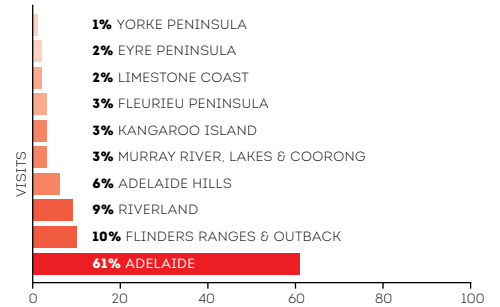 1% YORKE PENINSULA
2% EYRE PENINSULA
2% LIMESTONE COAST
3% FLEURIEU PENINSULA
3% KANGAROO ISLAND
3% MURRAY RIVER, LAKES & COORONG
6% ADELAIDE HILLS
9% RIVERLAND
10% FLINDERS RANGES & OUTBACK
61% ADELAIDE
VISITS
0 20 40 60 80 100